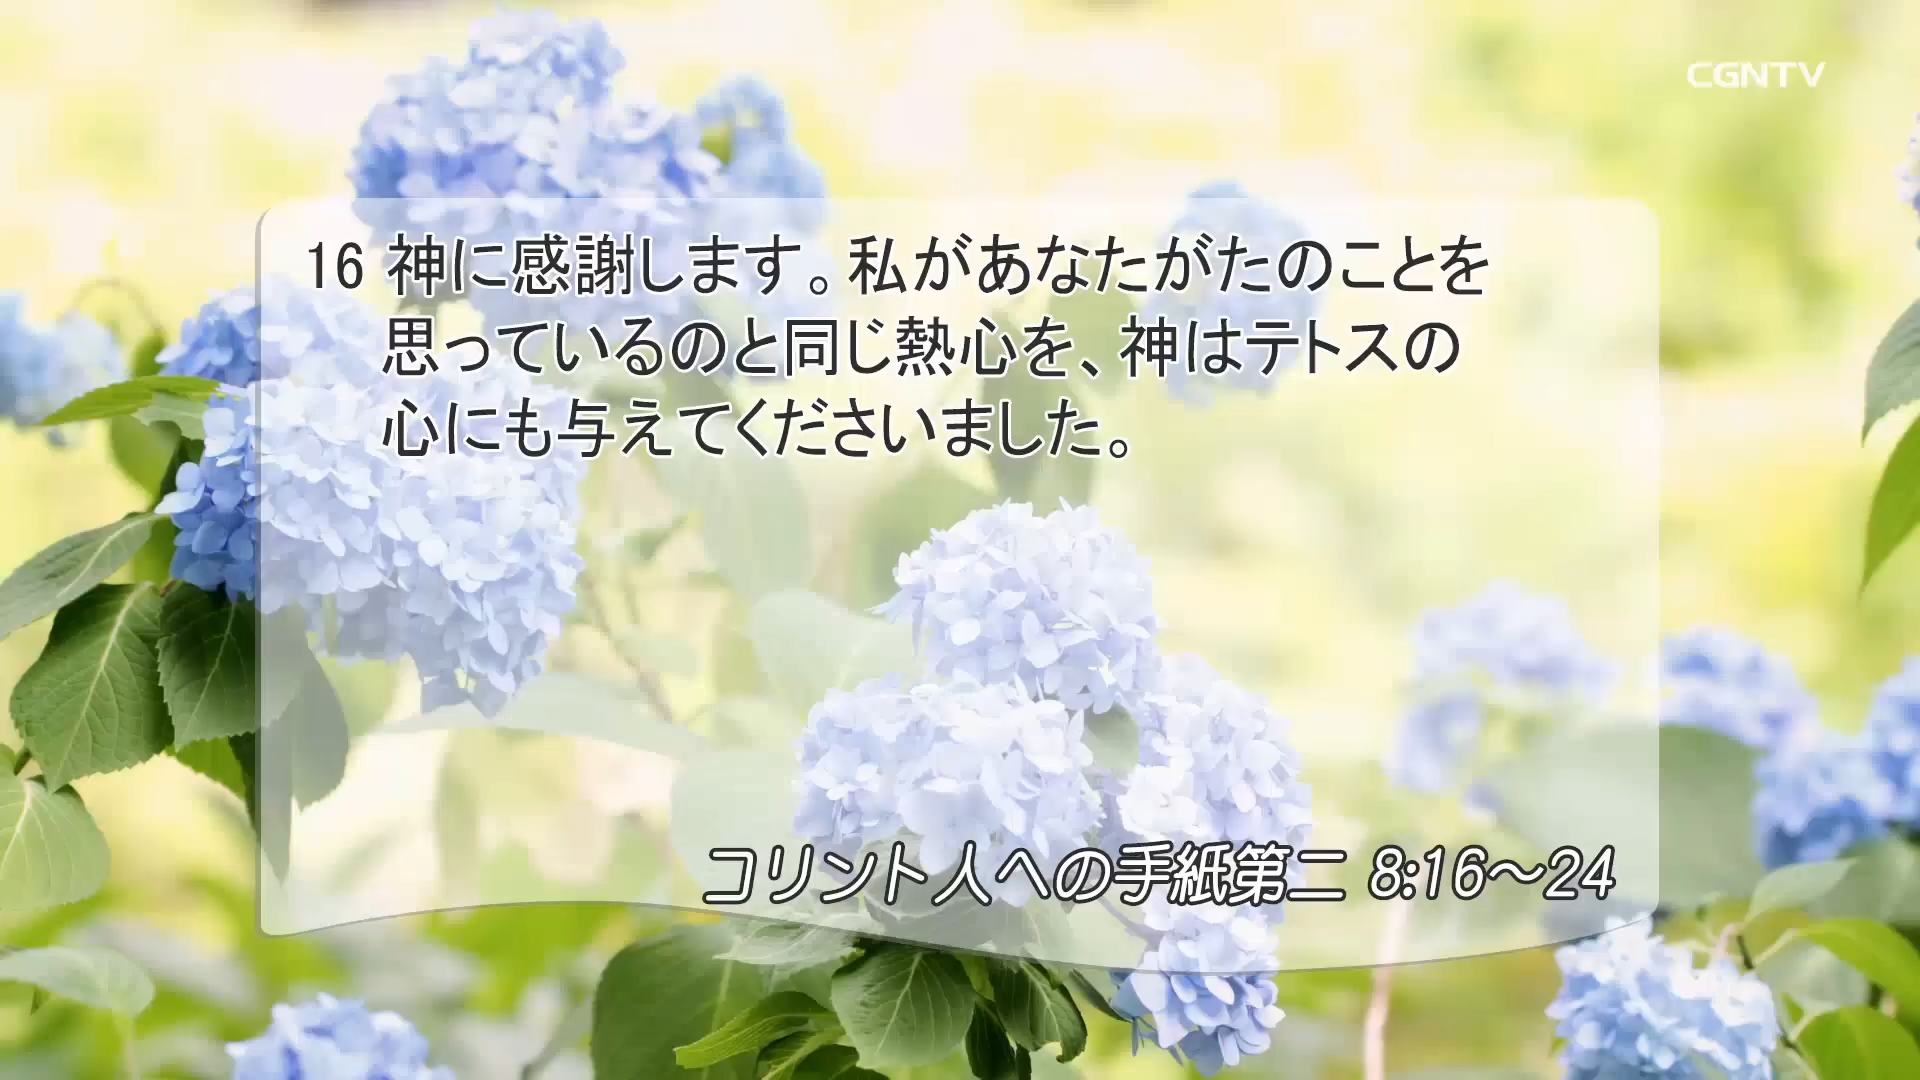 CGNTV
16 神に感謝します。私があなたがたのことを
思っているのと同じ熱心を、神はテトスの
心にも与えてくださいました。
コリント人への手紙第二 8:16〜24